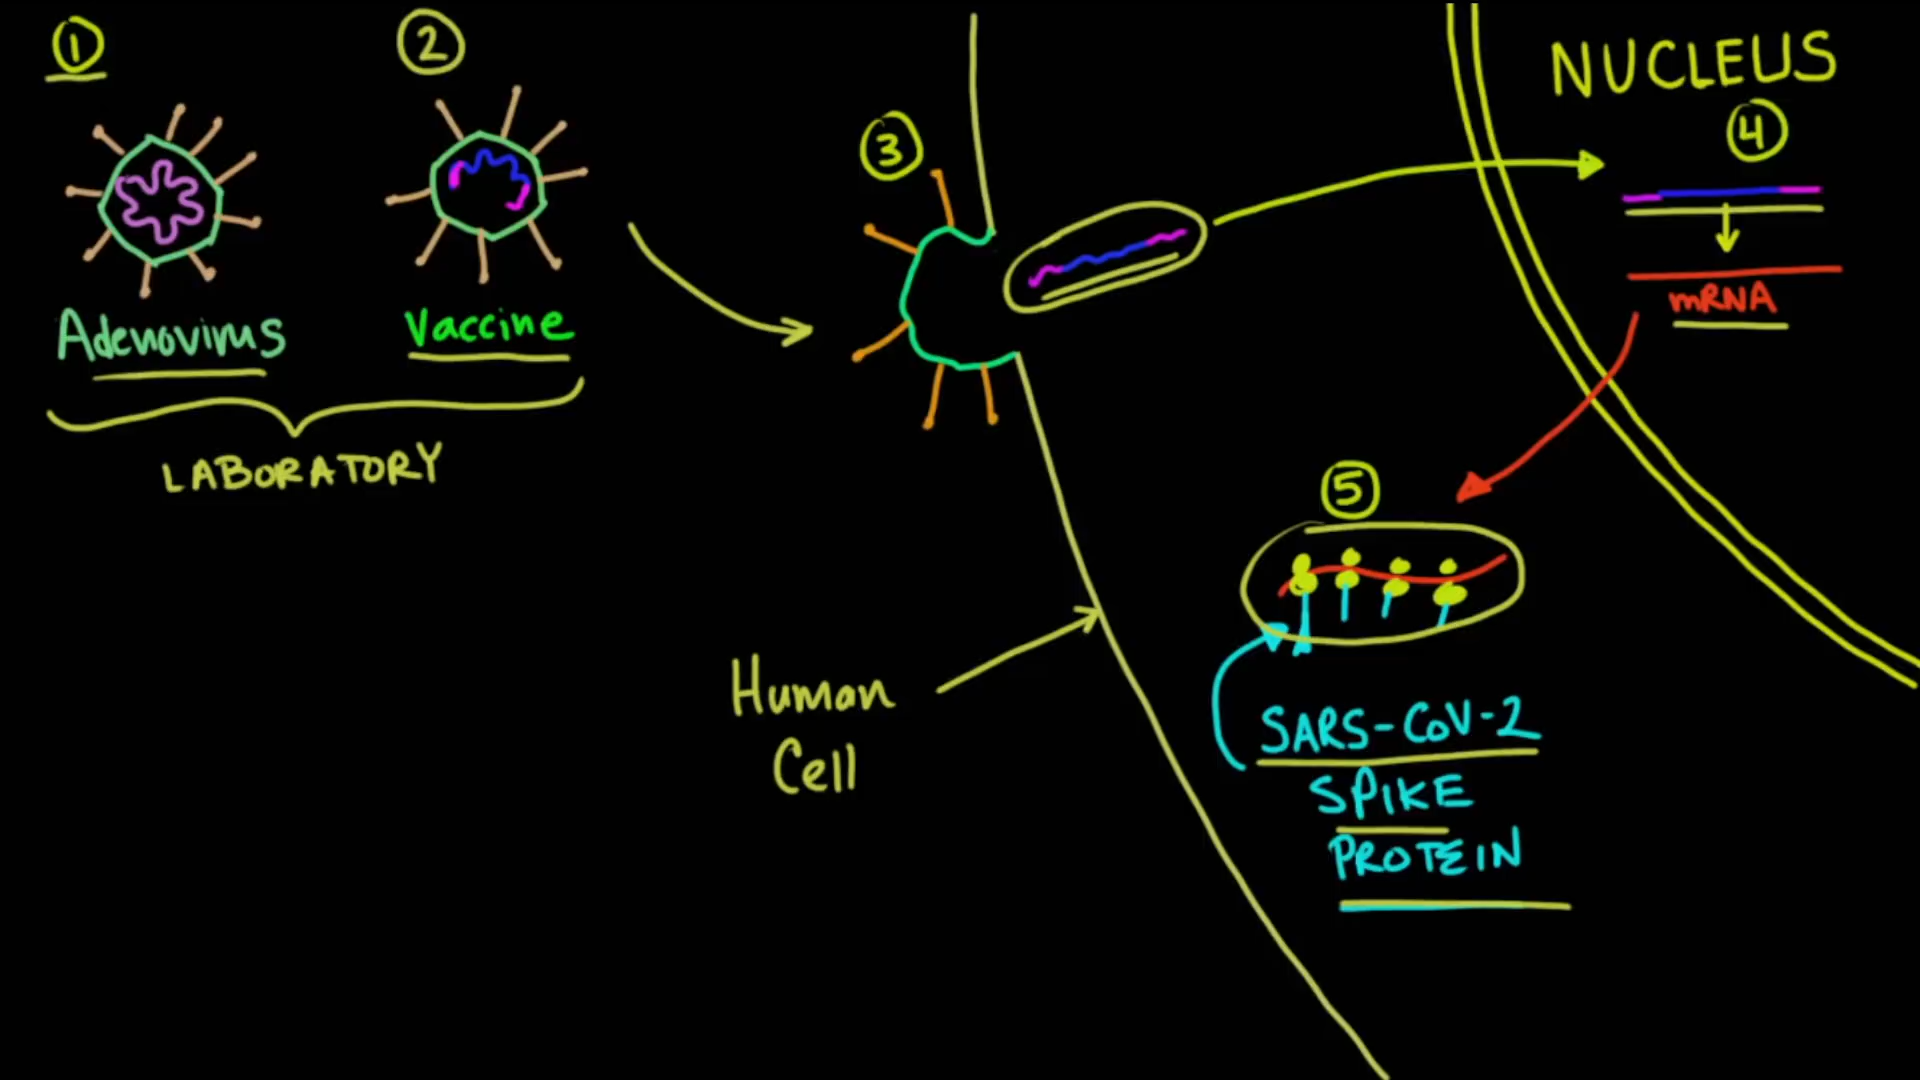 1
2
Adenovirus
Vaccine
LABORATORY
3
NUCLEUS
4
mRNA
5
Human
Cell
SARS-CoV-2
SPIKE
PROTEIN